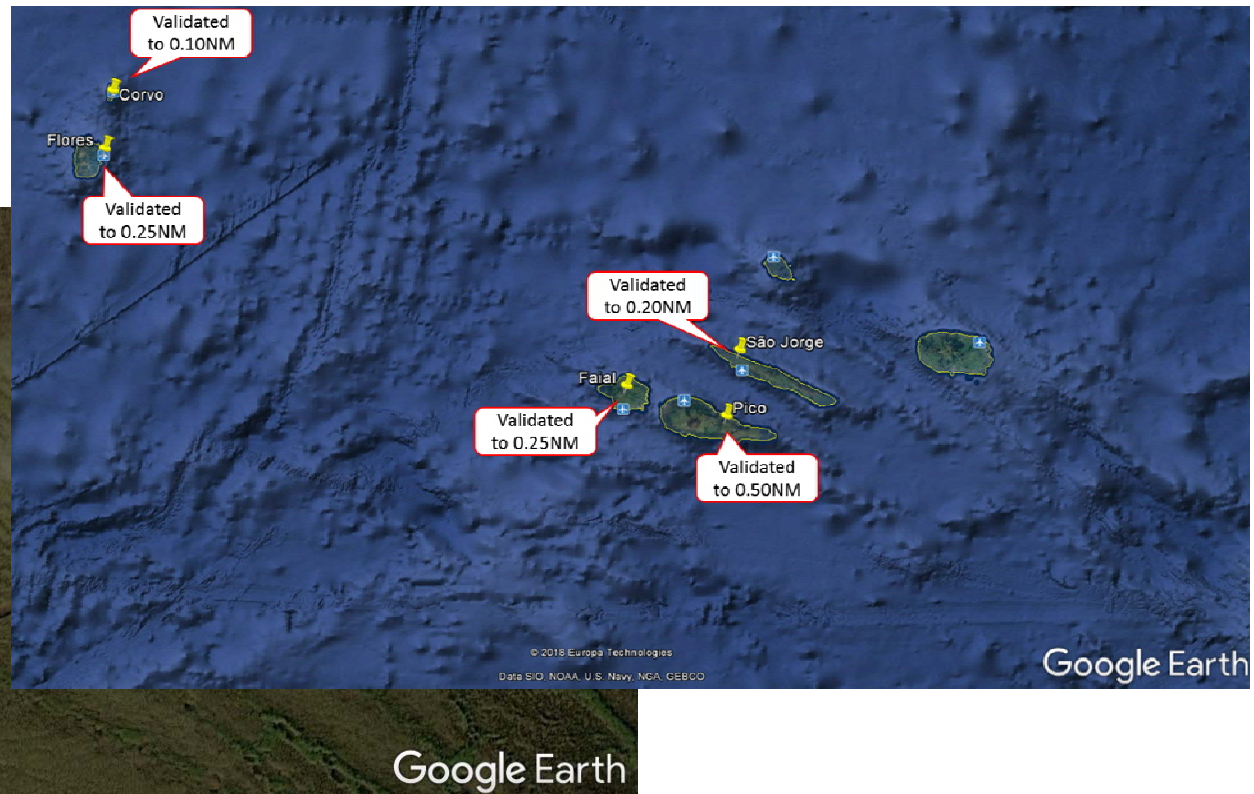 Validated
to 0.10NM
Corvo
Flores
Validated
to 0.25NM
Validated
to 0.20NM
São Jorge
Faial
Pico
Validated
to 0.25NM
Validated
to 0.50NM
© 2018 Europa Technologies
Data SIO, NOAA, U.S. Navy, NGA, GEBCO
Google Earth
Google Earth